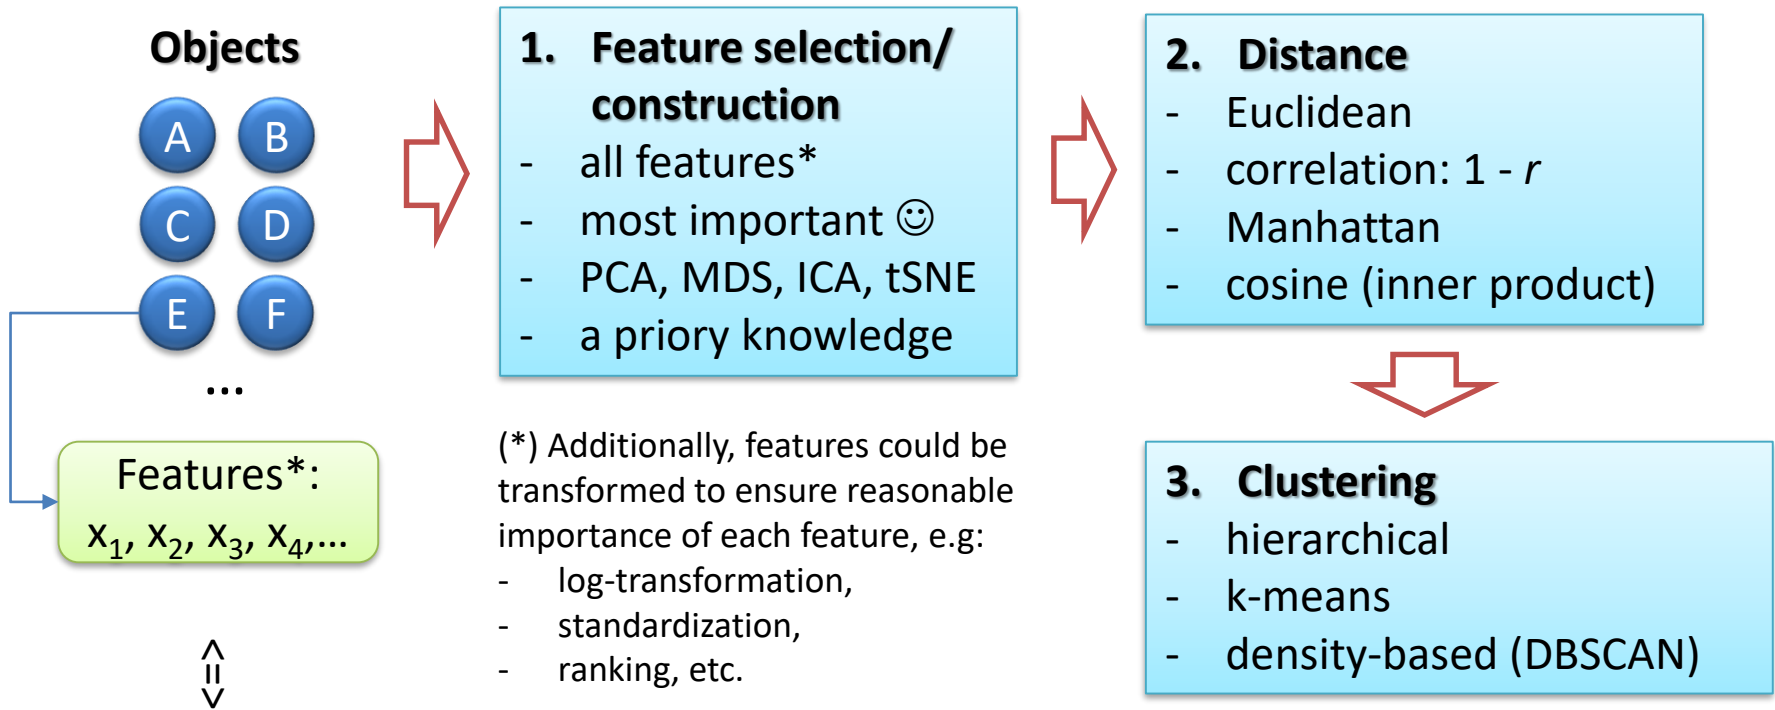 Objects
A B
C D
E F
...
Features*:
x1, x2, x3, x4,...
<=>
1. Feature selection/
construction
- all features*
- most important ☺
- PCA, MDS, ICA, tSNE
- a priory knowledge
(*) Additionally, features could be
transformed to ensure reasonable
importance of each feature, e.g:
- log-transformation,
- standardization,
- ranking, etc.
2. Distance
- Euclidean
- correlation: 1 - r
- Manhattan
- cosine (inner product)
3. Clustering
- hierarchical
- k-means
- density-based (DBSCAN)